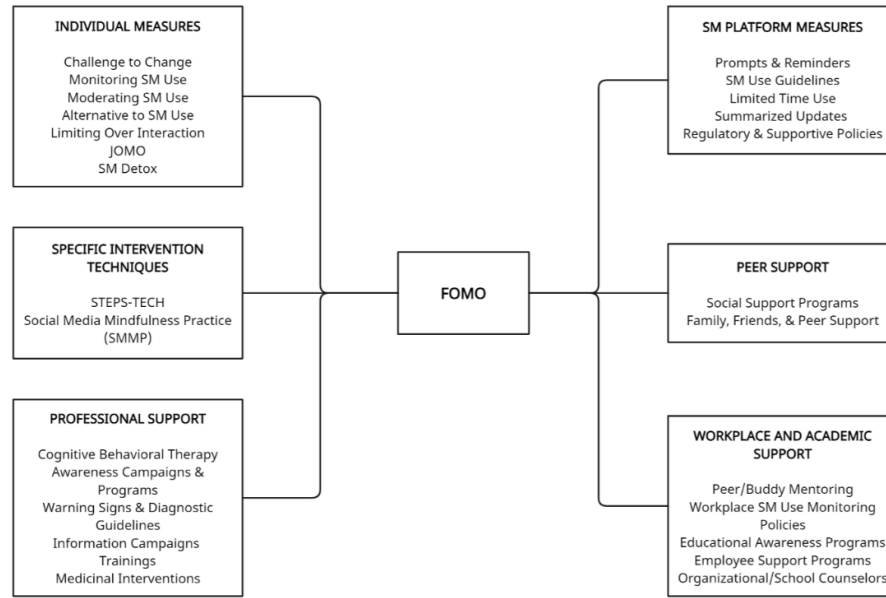 INDIVIDUAL MEASURES
Challenge to Change
Monitoring SM Use
Moderating SM Use
Alternative to SM Use
Limiting Over Interaction
JOMO
SM Detox
SPECIFIC INTERVENTION
TECHNIQUES
STEPS-TECH
Social Media Mindfulness Practice
(SMMP)
PROFESSIONAL SUPPORT
Cognitive Behavioral Therapy
Awareness Campaigns &
Programs
Warning Signs & Diagnostic
Guidelines
Information Campaigns
Trainings
Medicinal Interventions
FOMO
SM PLATFORM MEASURES
Prompts & Reminders
SM Use Guidelines
Limited Time Use
Summarized Updates
Regulatory & Supportive Policies
PEER SUPPORT
Social Support Programs
Family, Friends, & Peer Support
WORKPLACE AND ACADEMIC
SUPPORT
Peer/Buddy Mentoring
Workplace SM Use Monitoring
Policies
Educational Awareness Programs
Employee Support Programs
Organizational/School Counselors